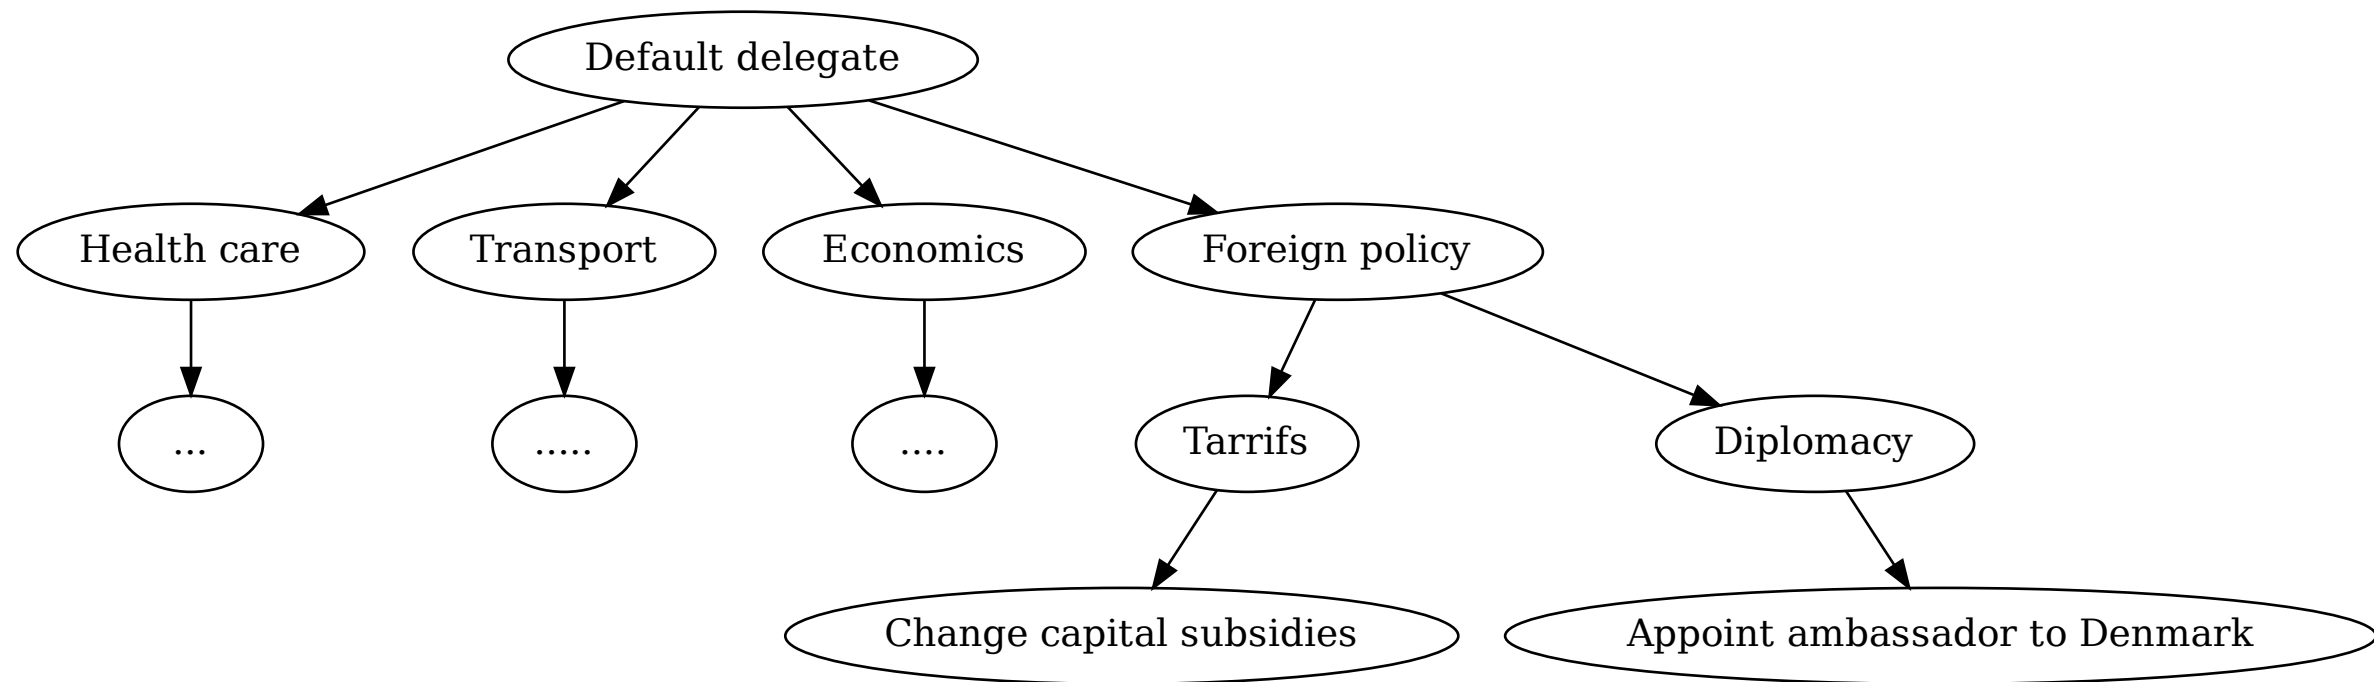 Default delegate
Health care
Transport
Economics
Foreign policy
...
.....
....
Tarrifs
Diplomacy
Change capital subsidies
Appoint ambassador to Denmark